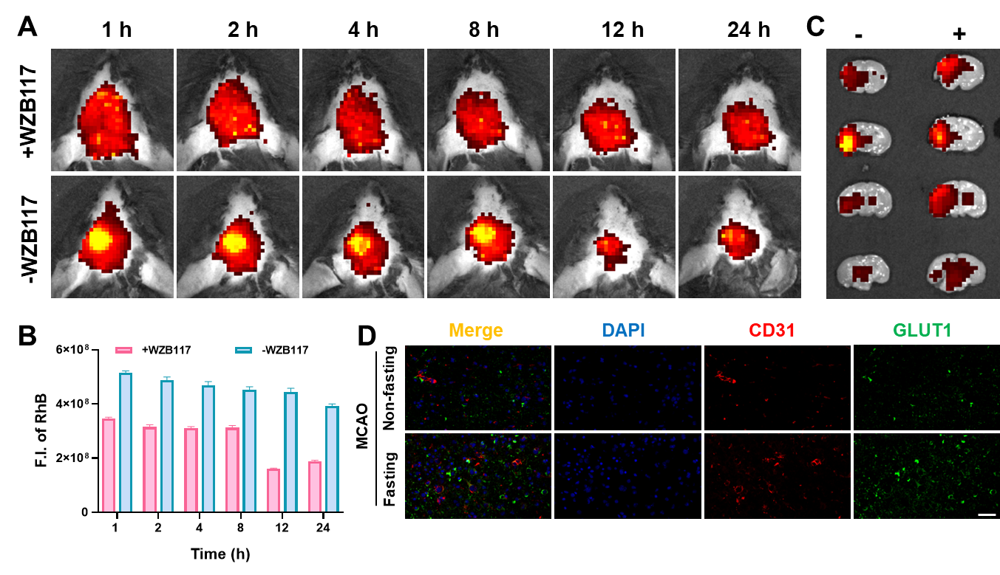 A
1 h
2 h
4 h
8 h
12 h
24 h
C
-
+
+WZB117
-WZB117
B
+WZB117
-WZB117
6×10⁸
4×10⁸
2×10⁸
0
F.I. of RhB
1
2
4
8
12
24
Time (h)
D
Merge
DAPI
CD31
GLUT1
MCAO
Non-fasting
Fasting